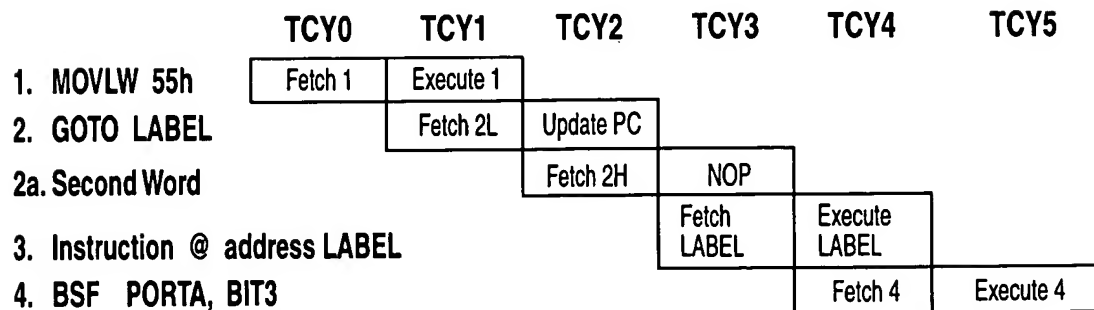 TCY0 TCY1 TCY2 TCY3 TCY4 TCY5
1. MOVLW 55h Fetch 1 Execute 1
2. GOTO LABEL Fetch 2L Update PC
2a. Second Word Fetch 2H NOP
Fetch Execute
LABEL LABEL
3. Instruction @ address LABEL
4. BSF PORTA, BIT3 Fetch 4 Execute 4